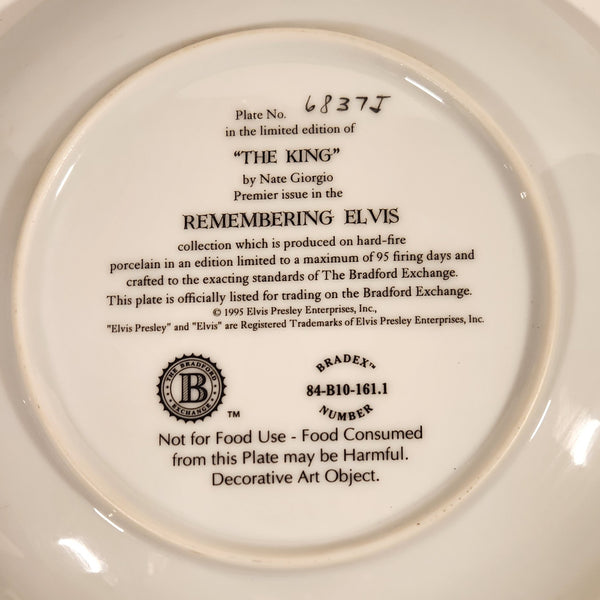 Plate No. 6837J
in the limited edition of
"THE KING"
by Nate Giorgio
Premier issue in the
REMEMBERING ELVIS
collection which is produced on hard-fire
porcelain in an edition limited to a maximum of 95 firing days and
crafted to the exacting standards of The Bradford Exchange.
This plate is officially listed for trading on the Bradford Exchange.
© 1995 Elvis Presley Enterprises, Inc.,
"Elvis Presley" and "Elvis" are Registered Trademarks of Elvis Presley Enterprises, Inc.
THE BRADFORD
B
EXCHANGE
™
BRADEX™
84-B10-161.1
NUMBER
Not for Food Use - Food Consumed
from this Plate may be Harmful.
Decorative Art Object.